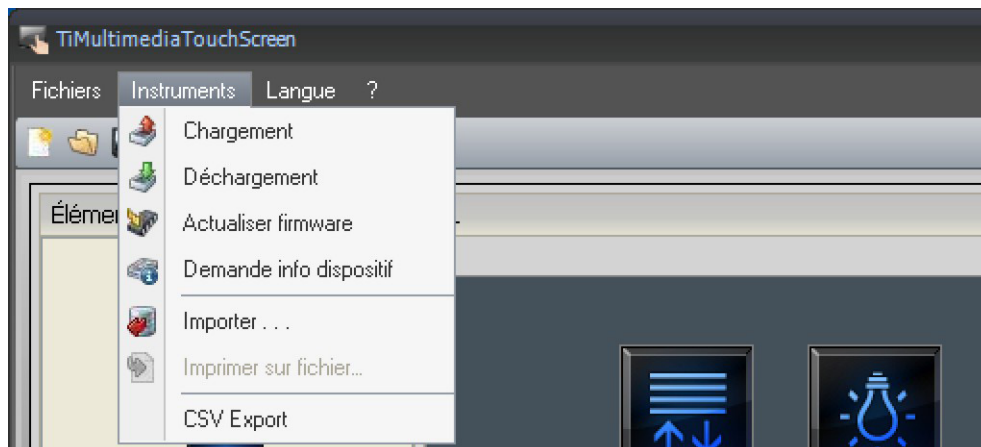 TiMultimediaTouchScreen
Fichiers Instruments Langue ?
Chargement
Déchargement
Actualiser firmware
Demande info dispositif
Importer . . .
Imprimer sur fichier...
CSV Export